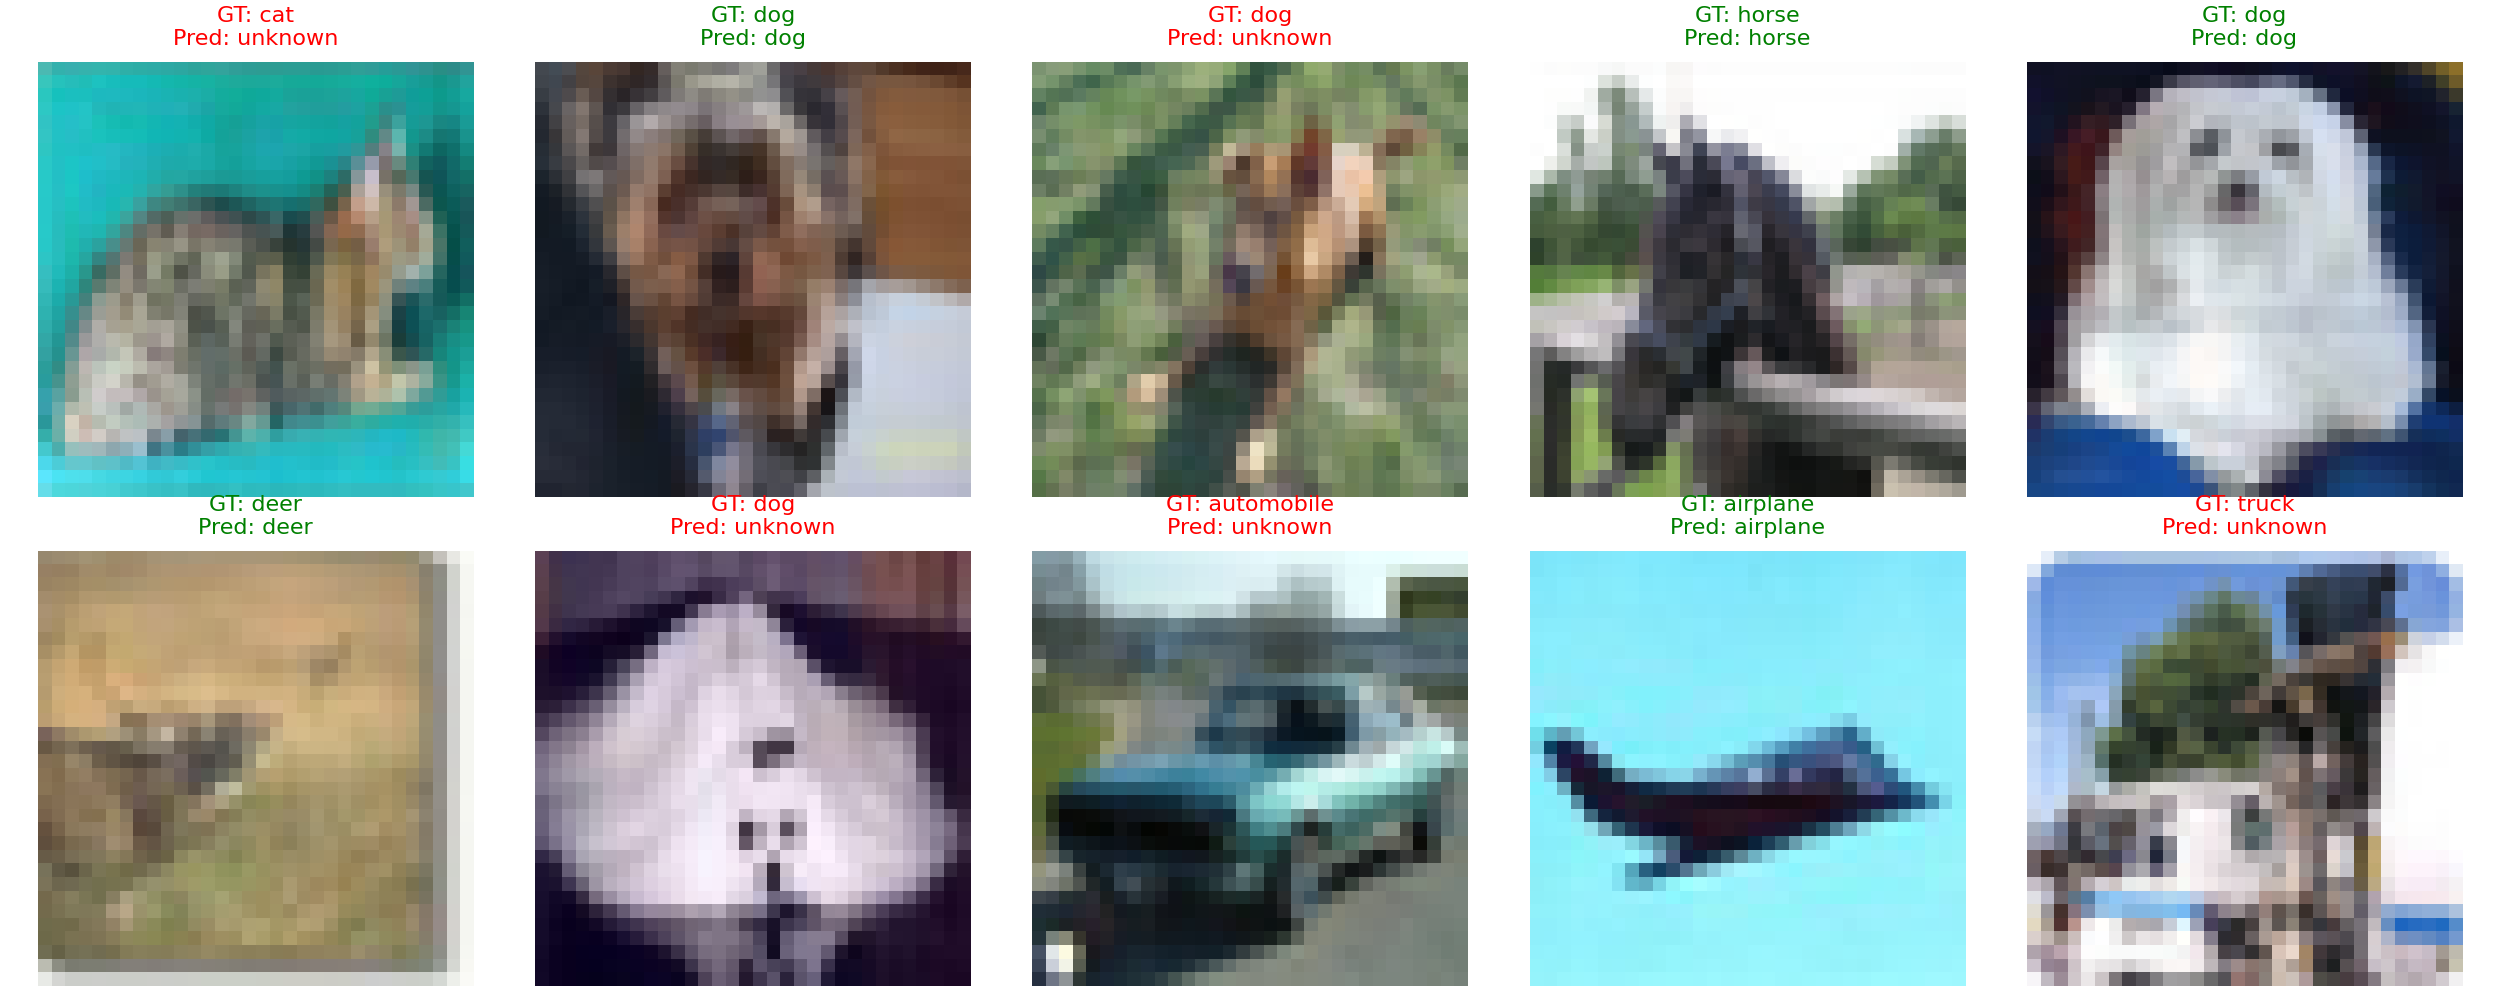 GT: cat
Pred: unknown
GT: dog
Pred: dog
GT: dog
Pred: unknown
GT: horse
Pred: horse
GT: dog
Pred: dog
GT: deer
Pred: deer
GT: dog
Pred: unknown
GT: automobile
Pred: unknown
GT: airplane
Pred: airplane
GT: truck
Pred: unknown